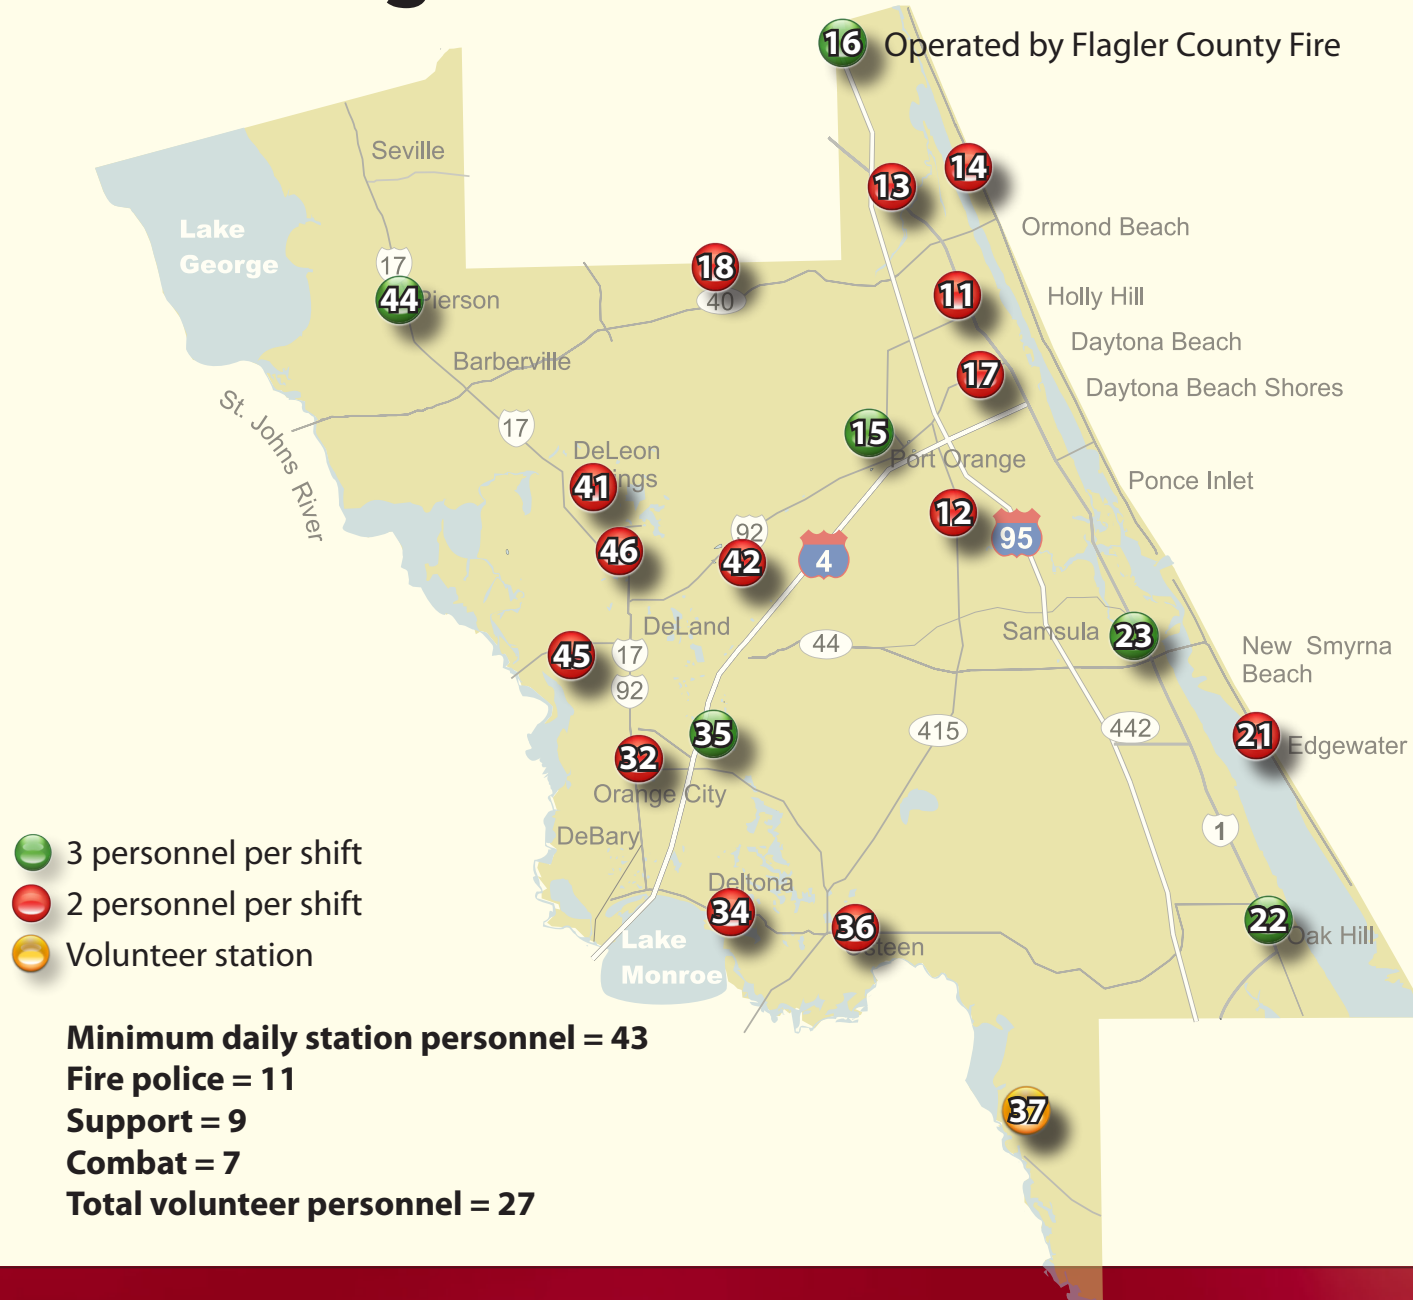 16 Operated by Flagler County Fire
Seville
14
13
Lake
George
Ormond Beach
17
18
44 Pierson
40
11
Holly Hill
Daytona Beach
Barberville
17
Daytona Beach Shores
St. Johns River
17
15
DeLeon
Port Orange
41
Ponce Inlet
12
92
95
46
42
4
DeLand
Samsula
23
44
New Smyrna
Beach
45
17
92
35
415
442
21
Edgewater
32
Orange City
1
DeBary
3 personnel per shift
2 personnel per shift
Volunteer station
Deltona
34
36
22
Oak Hill
Lake
Monroe
Minimum daily station personnel = 43
Fire police = 11
Support = 9
Combat = 7
Total volunteer personnel = 27
37